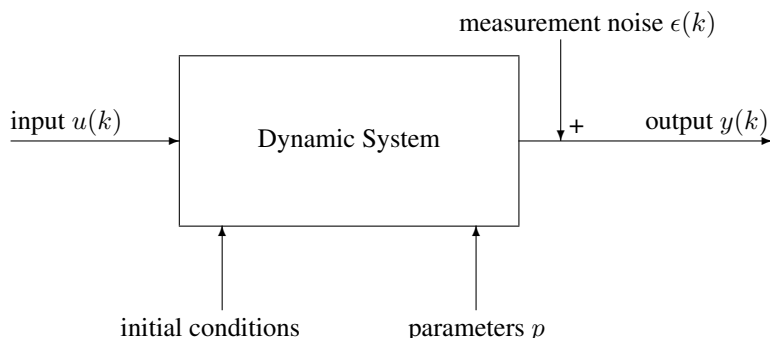 measurement noise ϵ(k)
input u(k)
Dynamic System
+
output y(k)
initial conditions
parameters p